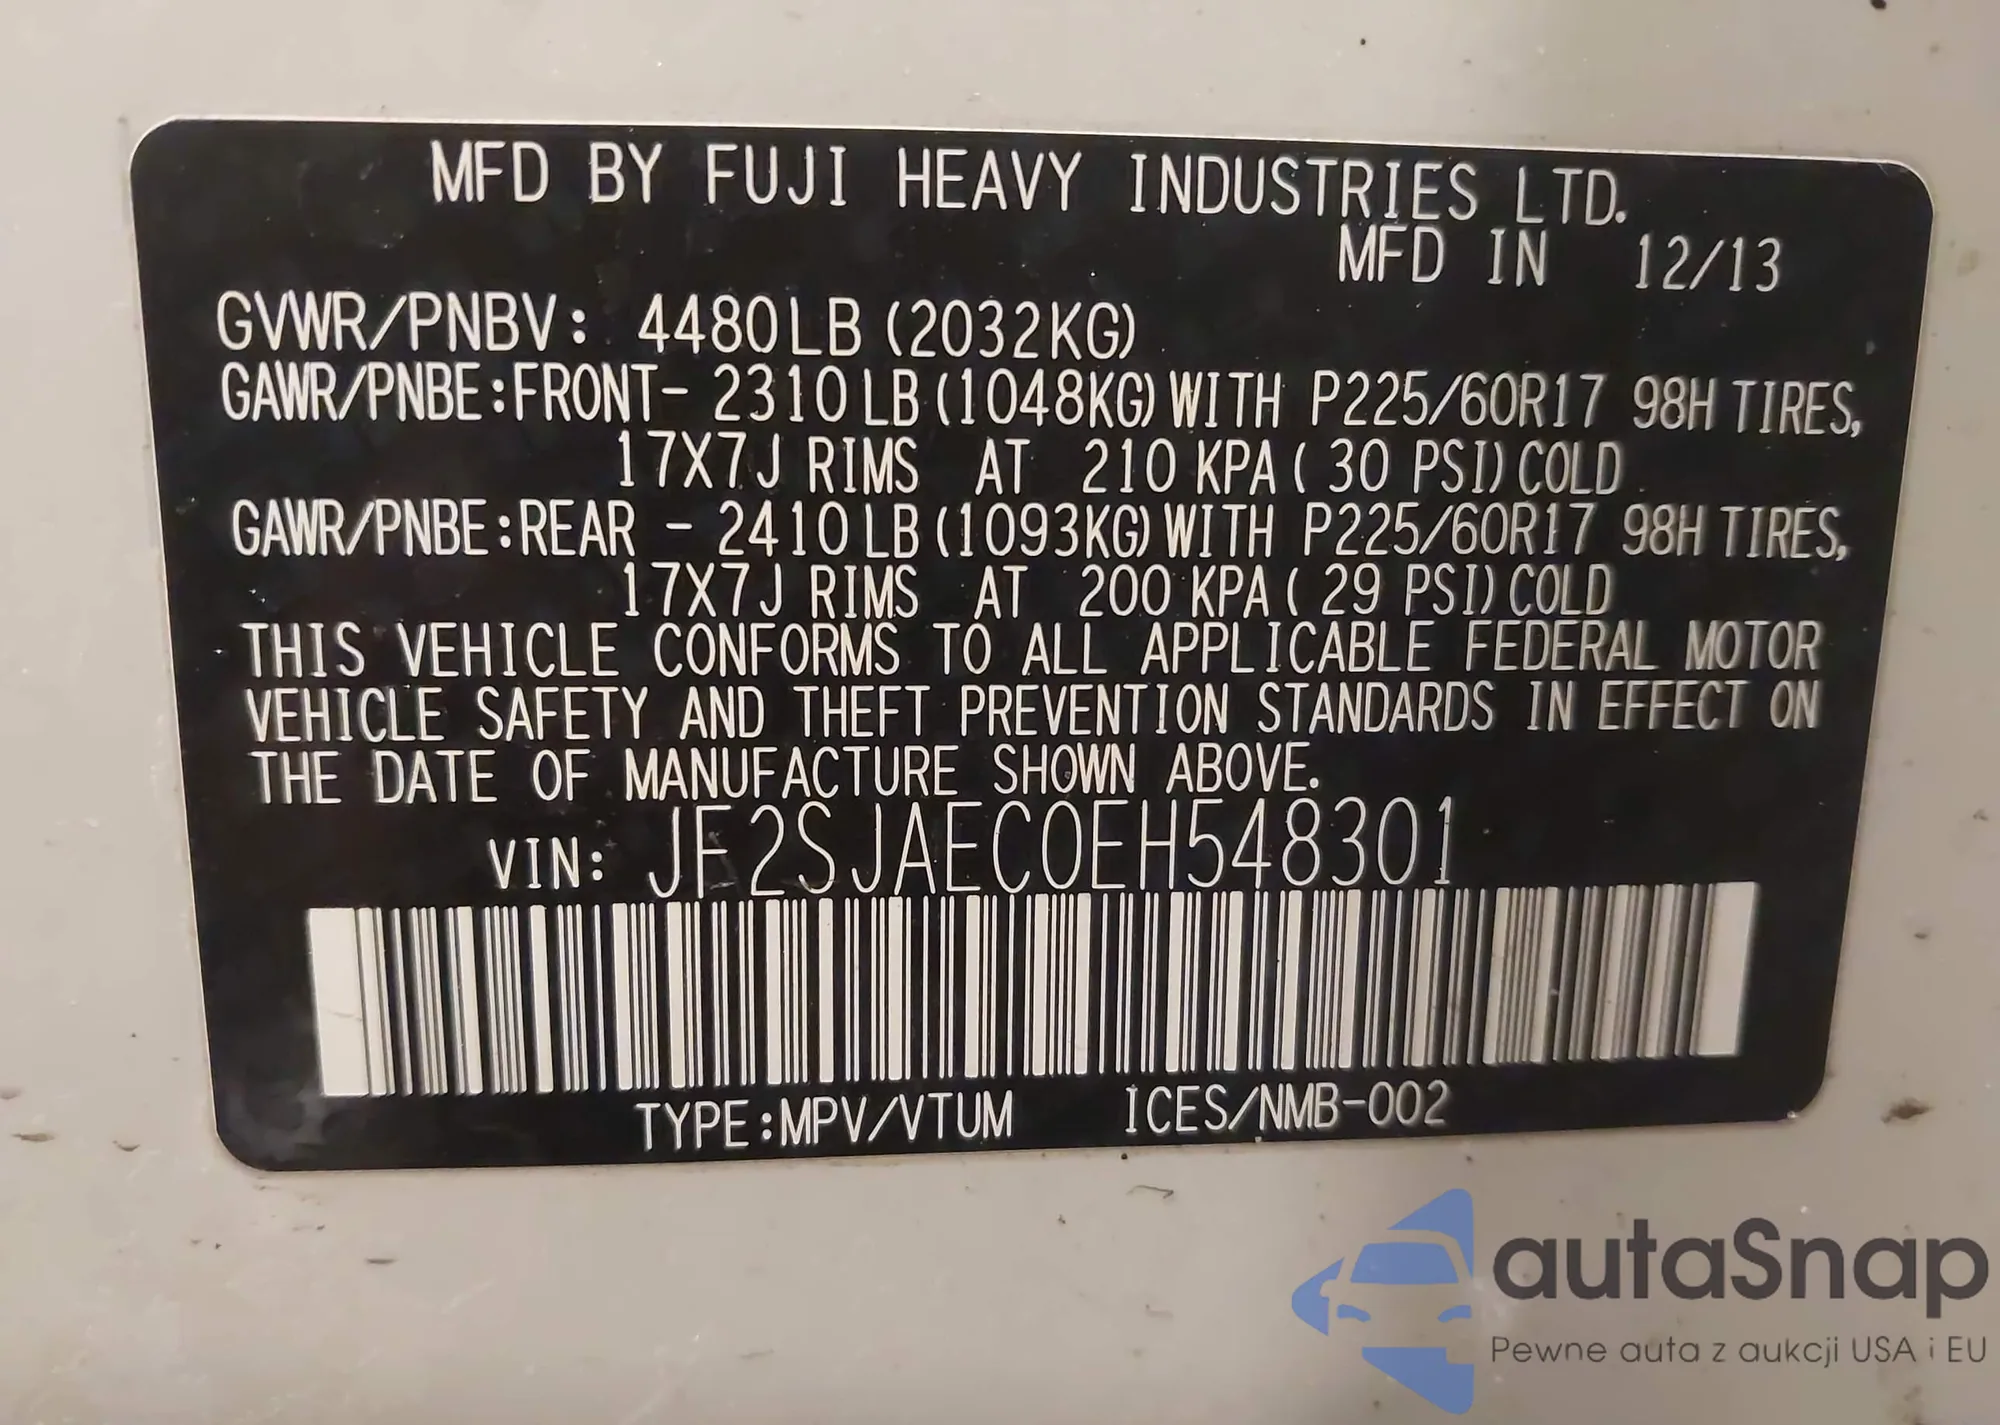 MFD BY FUJI HEAVY INDUSTRIES LTD.
MFD IN 12/13
GVWR/PNBV: 4480LB (2032KG)
GAWR/PNBE:FRONT- 2310LB (1048KG) WITH P225/60R17 98H TIRES,
17X7J RIMS AT 210 KPA ( 30 PSI) COLD
GAWR/PNBE:REAR - 2410LB (1093KG) WITH P225/60R17 98H TIRES,
17X7J RIMS AT 200 KPA ( 29 PSI) COLD
THIS VEHICLE CONFORMS TO ALL APPLICABLE FEDERAL MOTOR
VEHICLE SAFETY AND THEFT PREVENTION STANDARDS IN EFFECT ON
THE DATE OF MANUFACTURE SHOWN ABOVE.
VIN: JF2SJAEC0EH548301
TYPE:MPV/VTUM ICES/NMB-002
autaSnap
Pewne auta z aukcji USA i EU